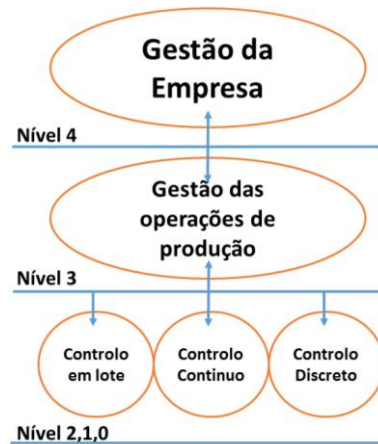 Gestão da
Empresa
Nível 4
Gestão das
operações de
produção
Nível 3
Controlo
em lote
Controlo
Continuo
Controlo
Discreto
Nível 2,1,0